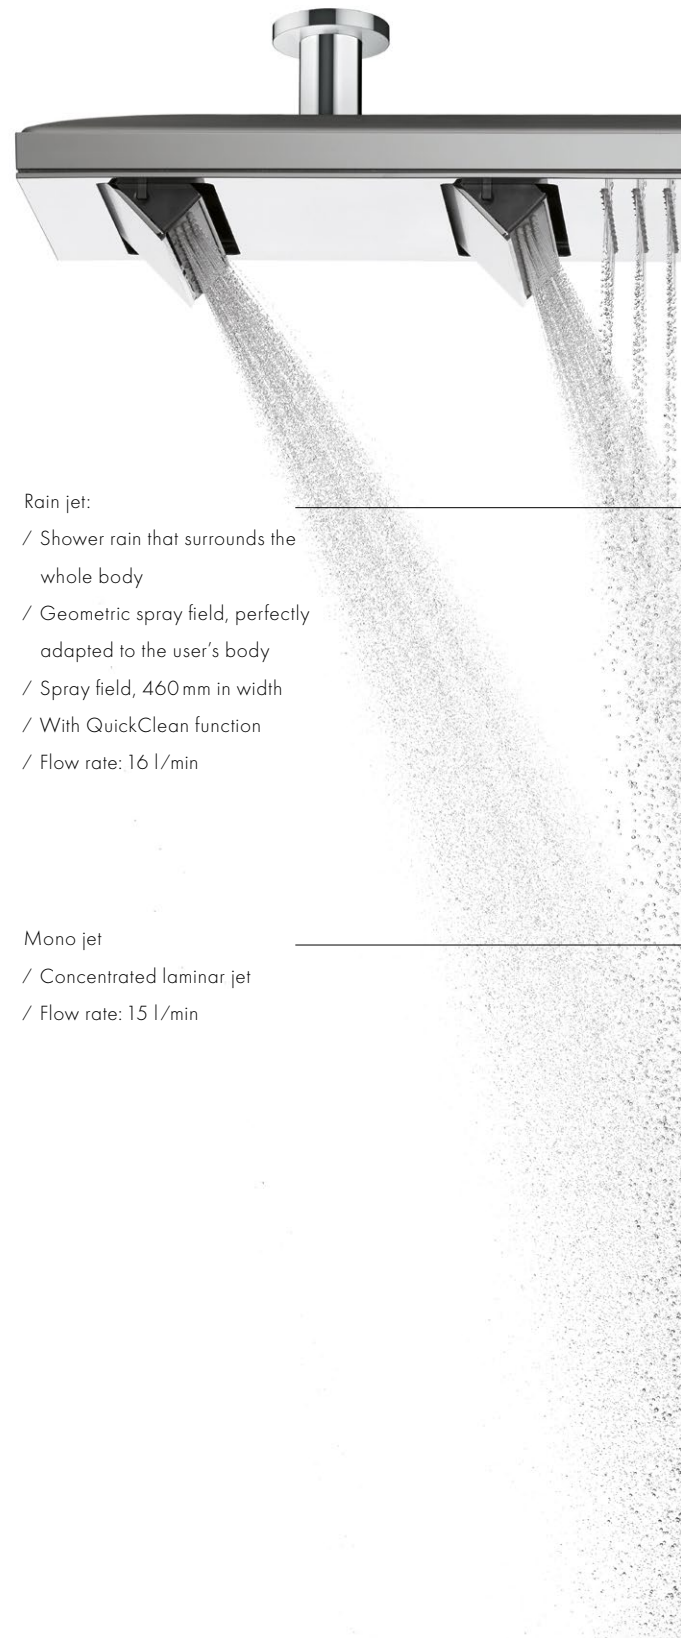 Rain jet:
/ Shower rain that surrounds the
whole body
/ Geometric spray field, perfectly
adapted to the user's body
/ Spray field, 460 mm in width
/ With QuickClean function
/ Flow rate: 16 l/min
Mono jet
/ Concentrated laminar jet
/ Flow rate: 15 l/min